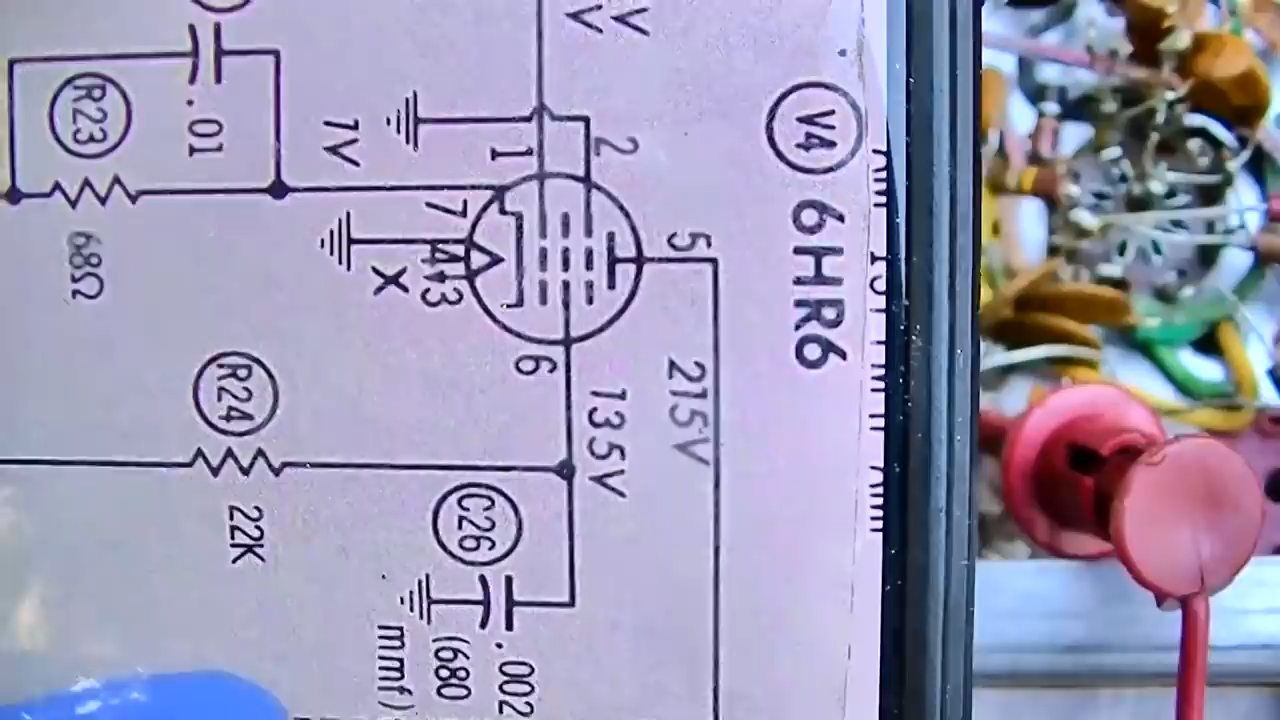 V4 6HR6
V
V
2
1
5
7
4
3
6
215V
135V
1V
X
.01
R23
68Ω
R24
22K
C26
.002
(680
mmf)